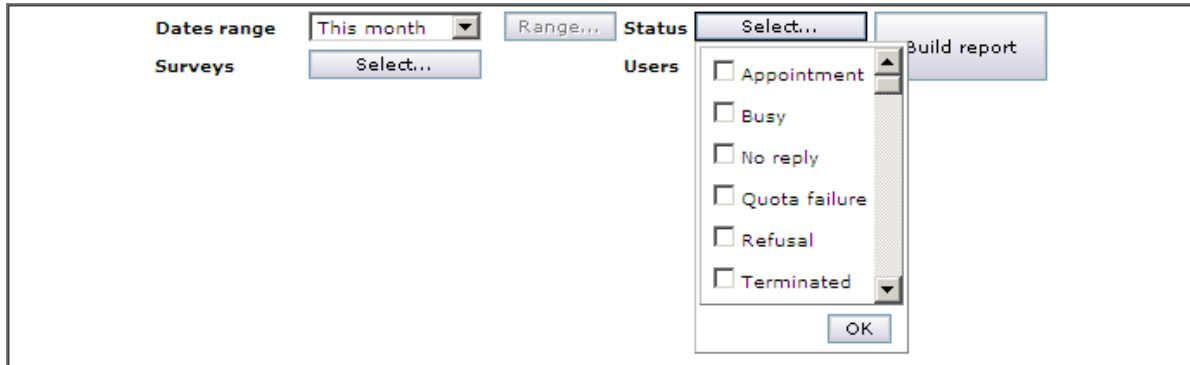 Dates range This month Range... Status Select...
Build report
Surveys Select... Users
Appointment
Busy
No reply
Quota failure
Refusal
Terminated
OK